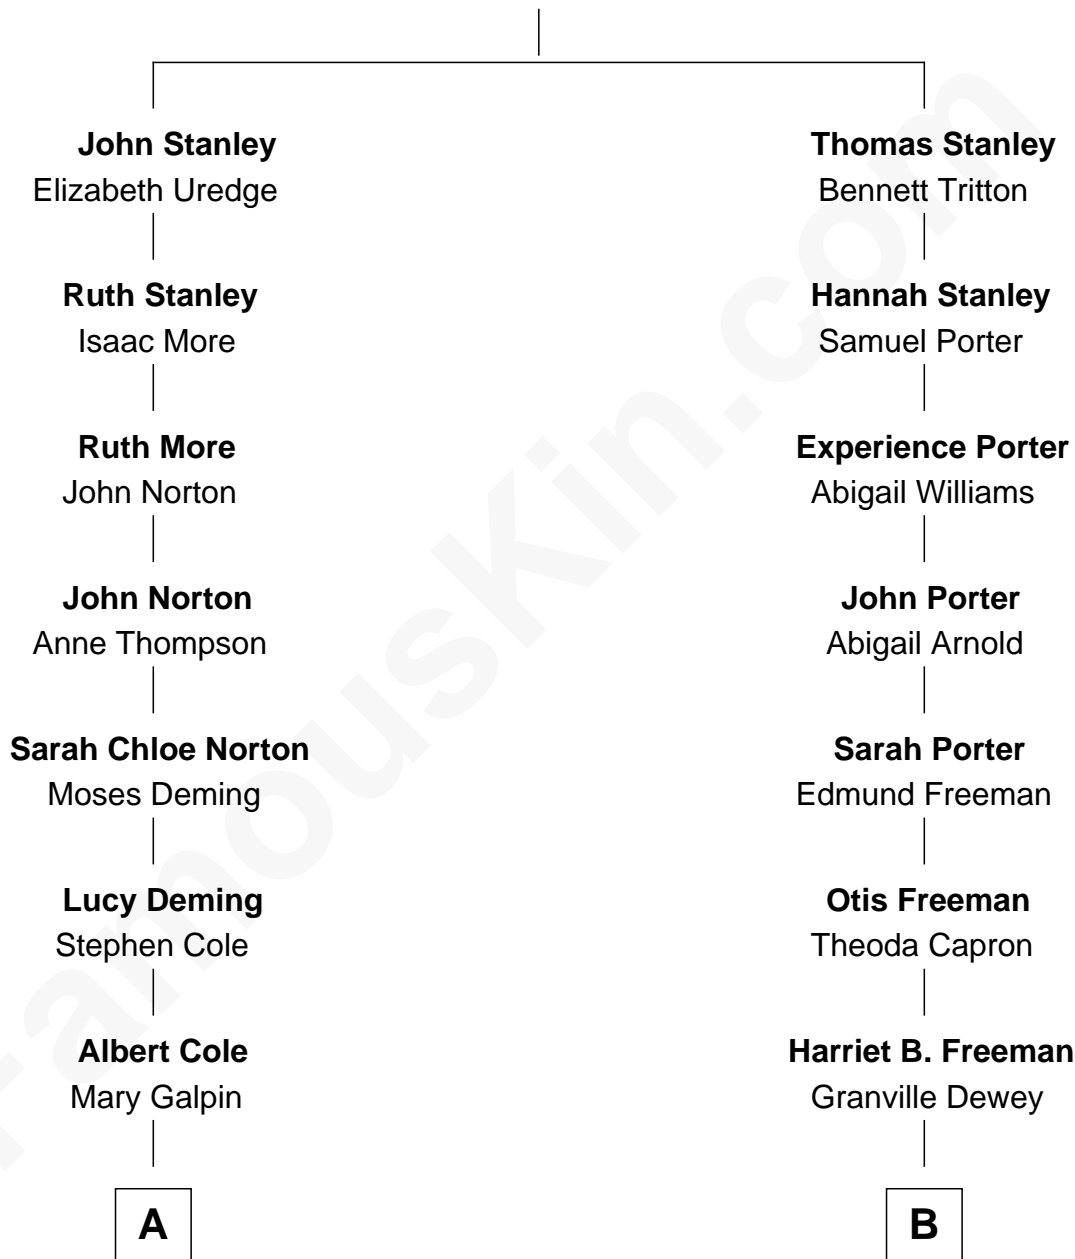 John Stanley
Elizabeth Uredge
Ruth Stanley
Isaac More
Ruth More
John Norton
John Norton
Anne Thompson
Sarah Chloe Norton
Moses Deming
Lucy Deming
Stephen Cole
Albert Cole
Mary Galpin
A
Thomas Stanley
Bennett Tritton
Hannah Stanley
Samuel Porter
Experience Porter
Abigail Williams
John Porter
Abigail Arnold
Sarah Porter
Edmund Freeman
Otis Freeman
Theoda Capron
Harriet B. Freeman
Granville Dewey
B
FamousKin.com